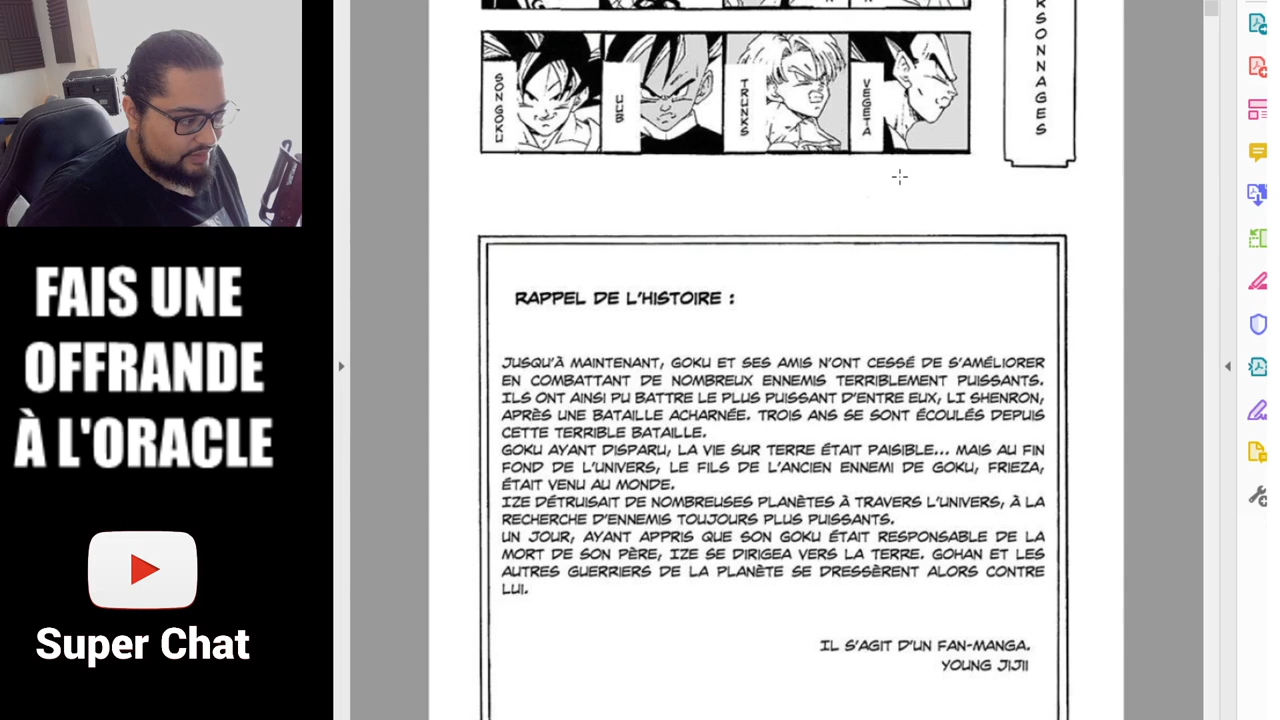 FAIS UNE
OFFRANDE
À L'ORACLE
Super Chat
SON GOKU
UUB
TRUNKS
VEGETA
RSONNAGES
RAPPEL DE L'HISTOIRE :
JUSQU'À MAINTENANT, GOKU ET SES AMIS N'ONT CESSÉ DE S'AMÉLIORER
EN COMBATTANT DE NOMBREUX ENNEMIS TERRIBLEMENT PUISSANTS.
ILS ONT AINSI PU BATTRE LE PLUS PUISSANT D'ENTRE EUX, LI SHENRON,
APRÈS UNE BATAILLE ACHARNÉE. TROIS ANS SE SONT ÉCOULÉS DEPUIS
CETTE TERRIBLE BATAILLE.
GOKU AYANT DISPARU, LA VIE SUR TERRE ÉTAIT PAISIBLE... MAIS AU FIN
FOND DE L'UNIVERS, LE FILS DE L'ANCIEN ENNEMI DE GOKU, FRIEZA,
ÉTAIT VENU AU MONDE.
IZE DÉTRUISAIT DE NOMBREUSES PLANÈTES À TRAVERS L'UNIVERS, À LA
RECHERCHE D'ENNEMIS TOUJOURS PLUS PUISSANTS.
UN JOUR, AYANT APPRIS QUE SON GOKU ÉTAIT RESPONSABLE DE LA
MORT DE SON PÈRE, IZE SE DIRIGEA VERS LA TERRE. GOHAN ET LES
AUTRES GUERRIERS DE LA PLANÈTE SE DRESSÈRENT ALORS CONTRE
LUI.
IL S'AGIT D'UN FAN-MANGA.
YOUNG JIJII